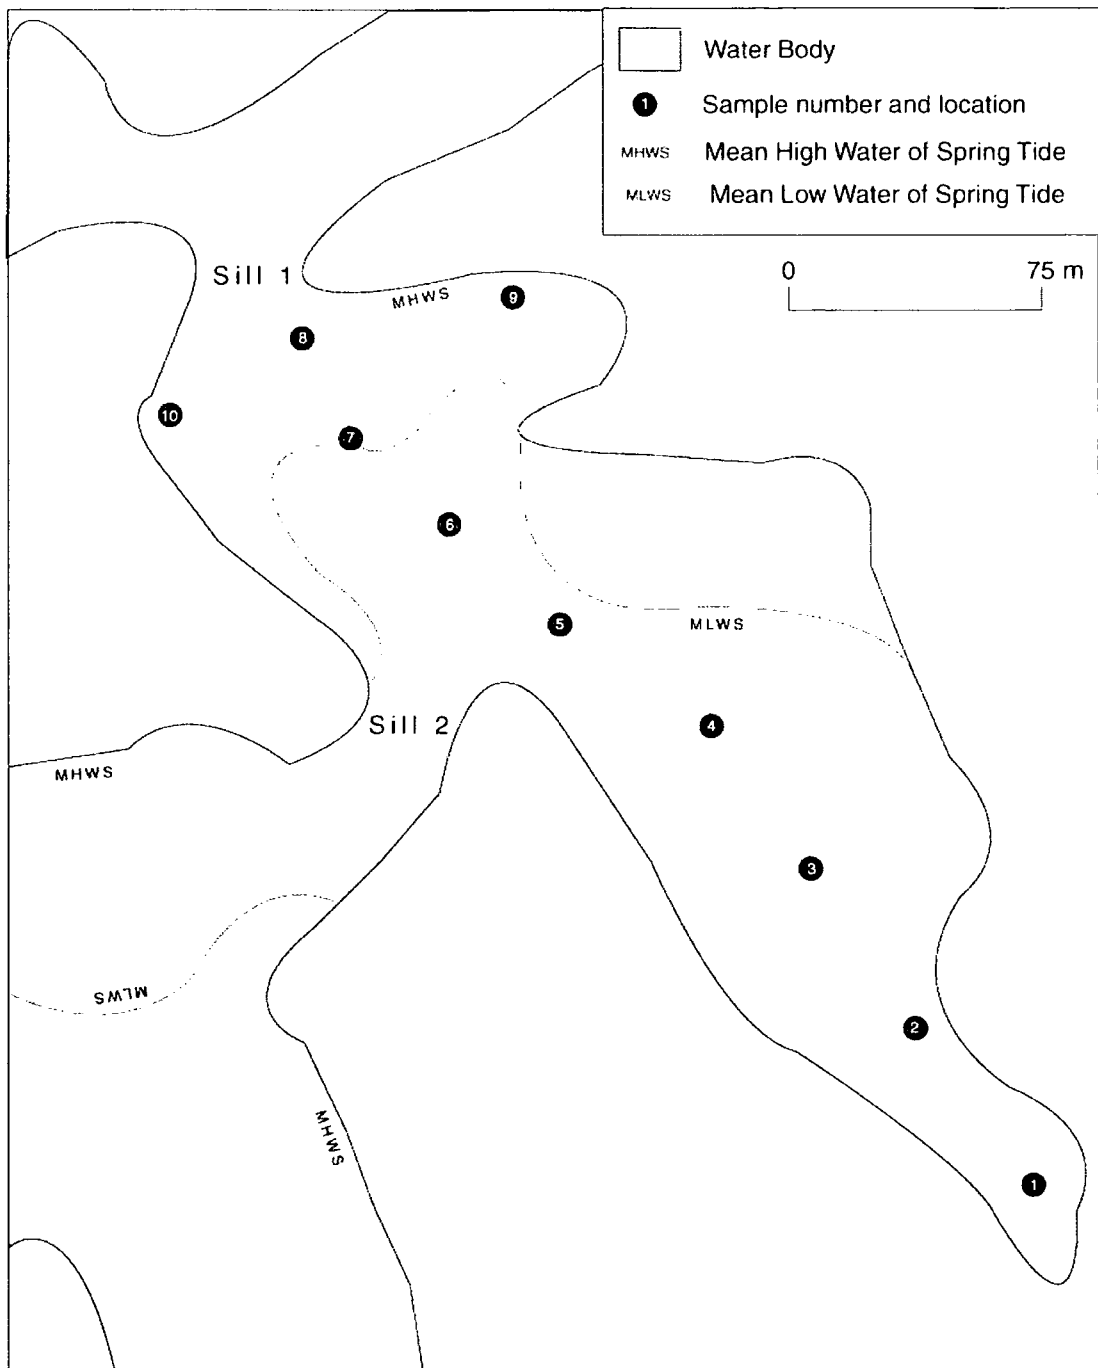 Water Body
1 Sample number and location
MHWS Mean High Water of Spring Tide
MLWS Mean Low Water of Spring Tide
0 75 m
Sill 1
MHWS
9
8
10
7
6
5
MLWS
4
Sill 2
MHWS
3
MLWS
2
MHWS
1